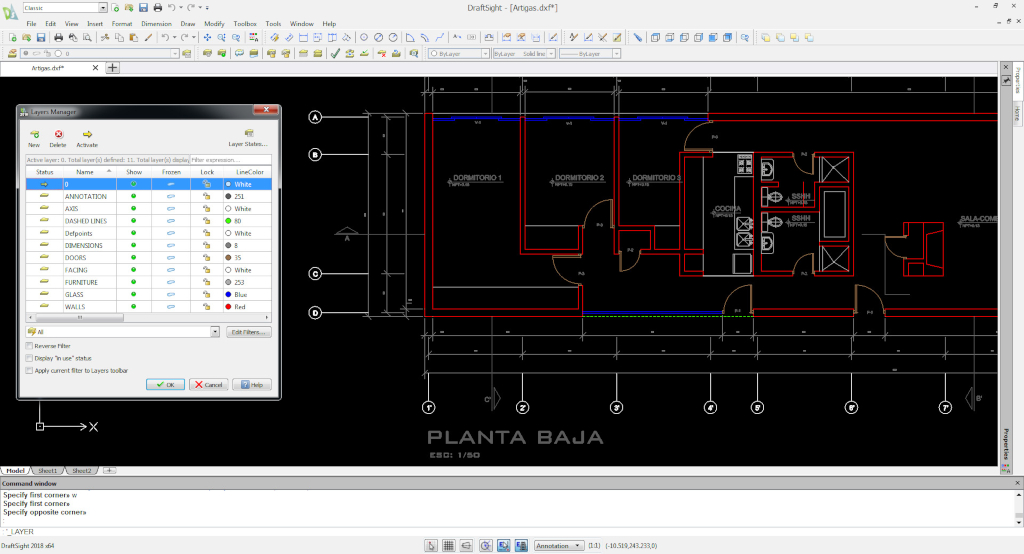 Classic
DraftSight - [Artigas.dxf*]
File Edit View Insert Format Dimension Draw Modify Toolbox Tools Window Help
0
ByLayer
ByLayer Solid line
ByLayer
Artigas.dxf*
Layers Manager
New
Delete
Activate
Layer States...
Active layer: 0. Total layer(s) defined: 11. Total layer(s) display
Filter expression...
Status Name Show Frozen Lock LineColor
0 White
ANNOTATION 251
AXIS White
DASHED LINES 80
Defpoints White
DIMENSIONS 8
DOORS 35
FACING White
FURNITURE 253
GLASS Blue
WALLS Red
All
Edit Filters...
Reverse Filter
Display "in use" status
Apply current filter to Layers toolbar
OK
Cancel
Help
X
A
B
C
D
A
DORMITORIO 1
DORMITORIO 2
DORMITORIO 3
COCINA
SSHH
SSHH
SALA-COME
C'
B'
1'
2'
3'
4'
5'
6'
7'
PLANTA BAJA
ESC: 1/50
Properties
Home
Properties
Model
Sheet1
Sheet2
Command window
Specify first corner» w
Specify first corner»
Specify opposite corner»
'_LAYER
DraftSight 2018 x64
Annotation
(1:1)
(-10.519,243.233,0)